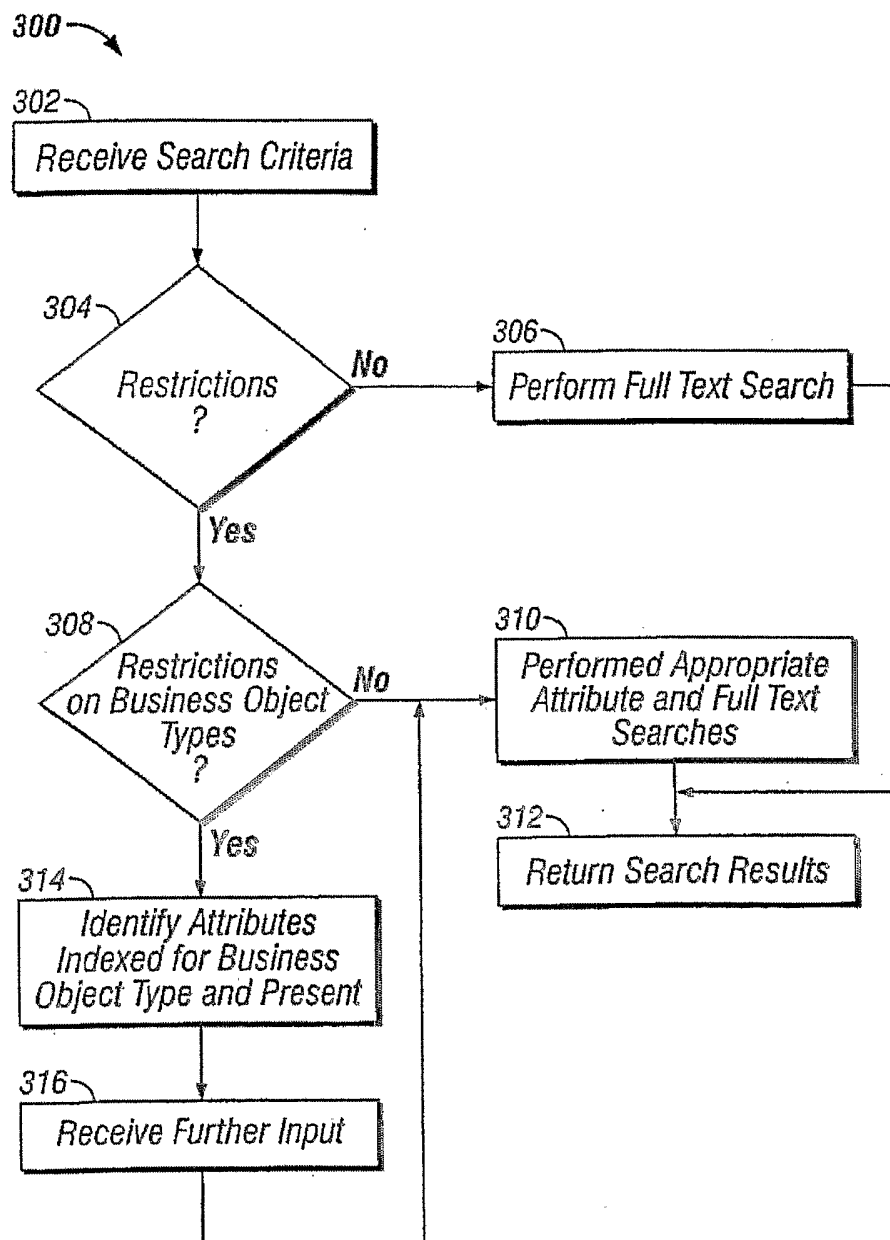 300
302
Receive Search Criteria
304
Restrictions
?
No
306
Perform Full Text Search
Yes
308
Restrictions
on Business Object
Types
?
No
310
Performed Appropriate
Attribute and Full Text
Searches
Yes
312
Return Search Results
314
Identify Attributes
Indexed for Business
Object Type and Present
316
Receive Further Input